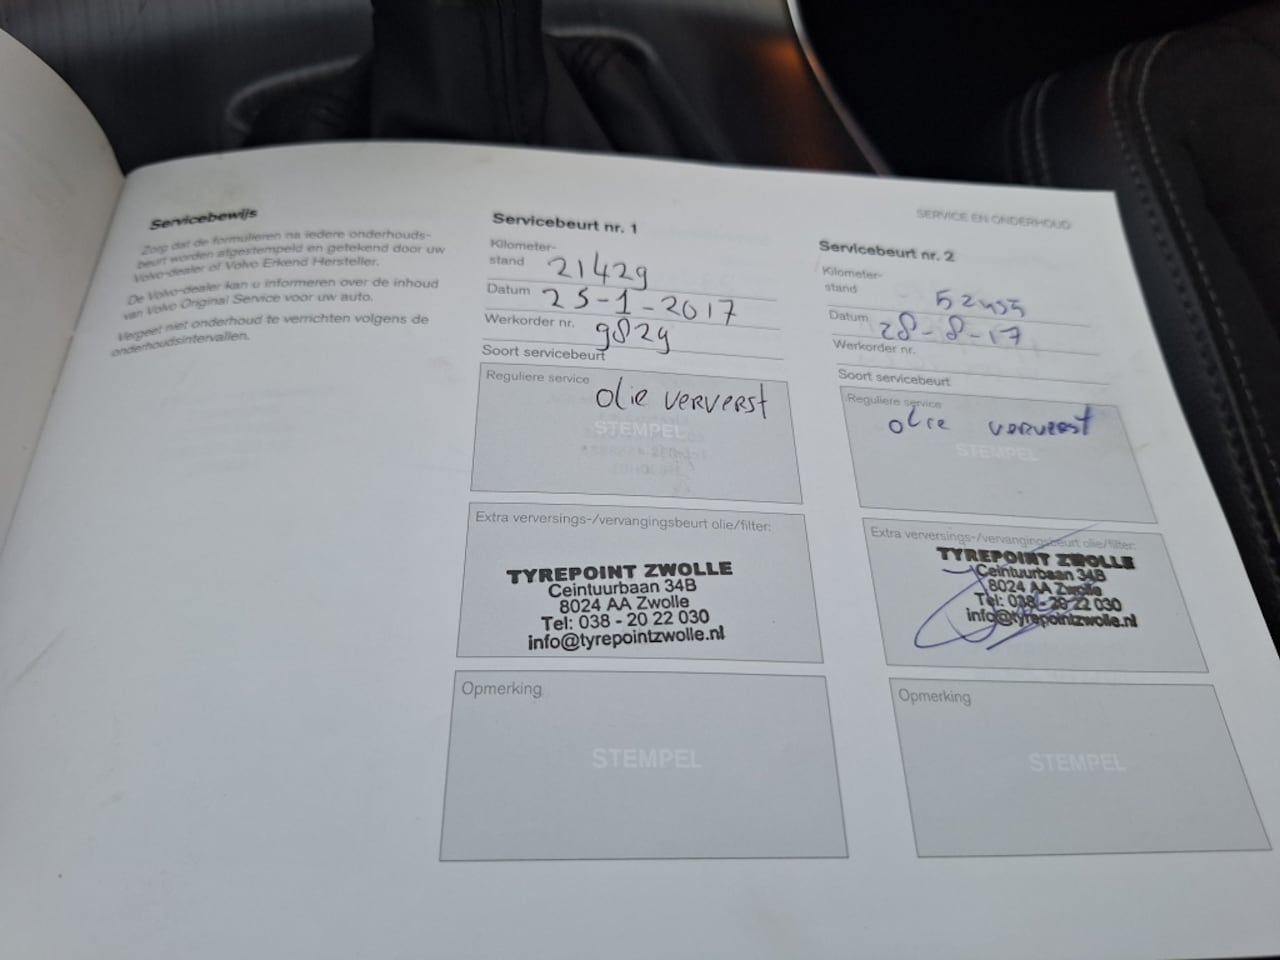 Servicebewijs
Zorg dat de formulieren na iedere onderhouds-
beurt worden afgestempeld en getekend door uw
Volvo-dealer of Volvo Erkend Hersteller.
De Volvo-dealer kan u informeren over de inhoud
van Volvo Original Service voor uw auto.
Vergeet niet onderhoud te verrichten volgens de
onderhoudsintervallen.
Servicebeurt nr. 1
Kilometer-
stand 21429
Datum 25-1-2017
Werkorder nr. 9829
Soort servicebeurt
Reguliere service
olie ververst
STEMPEL
Extra verversings-/vervangingsbeurt olie/filter:
TYREPOINT ZWOLLE
Ceintuurbaan 34B
8024 AA Zwolle
Tel: 038 - 20 22 030
info@tyrepointzwolle.nl
Opmerking
STEMPEL
SERVICE EN ONDERHOUD
Servicebeurt nr. 2
Kilometer-
stand
Datum 28-8-17
Werkorder nr.
Soort servicebeurt
Reguliere service
olie ververst
STEMPEL
Extra verversings-/vervangingsbeurt olie/filter:
TYREPOINT ZWOLLE
Ceintuurbaan 34B
8024 AA Zwolle
Tel: 038 - 20 22 030
info@tyrepointzwolle.nl
Opmerking
STEMPEL